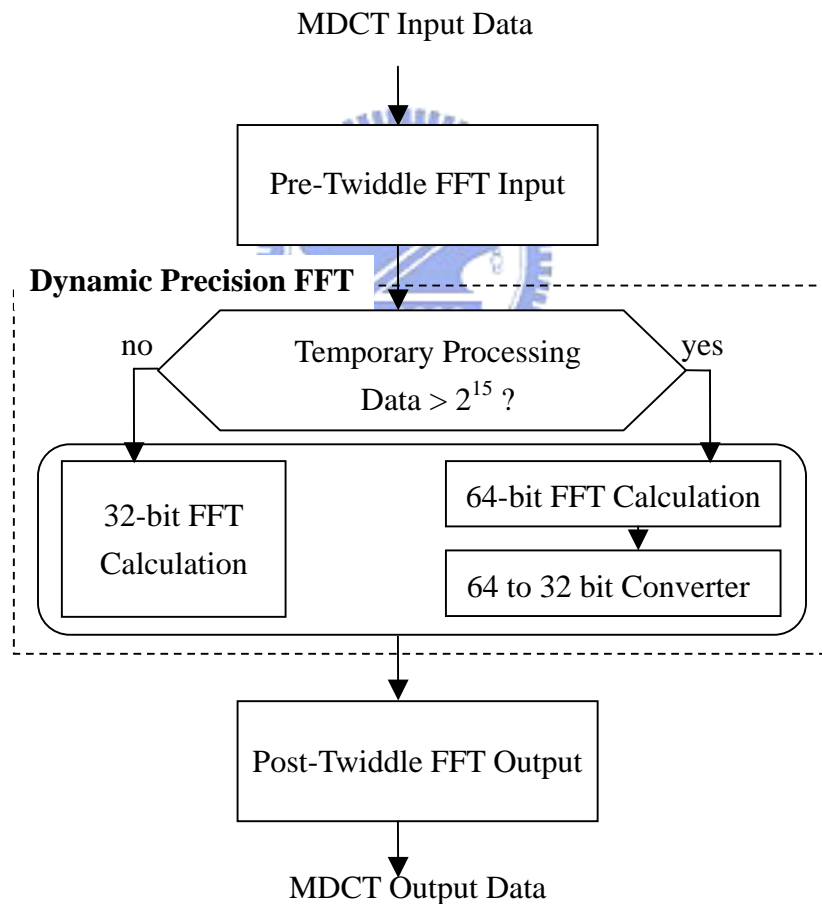 MDCT Input Data
Pre-Twiddle FFT Input
Dynamic Precision FFT
no
Temporary Processing
Data > 2^15 ?
yes
32-bit FFT
Calculation
64-bit FFT Calculation
64 to 32 bit Converter
Post-Twiddle FFT Output
MDCT Output Data